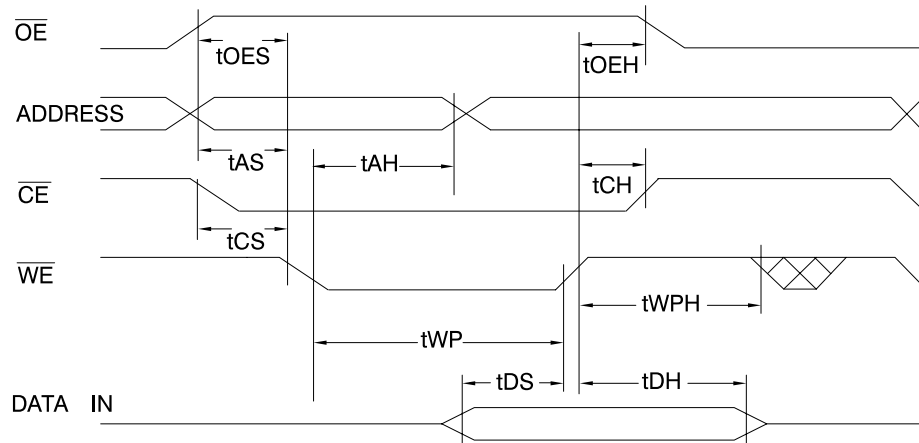 OE
tOES
tOEH
ADDRESS
tAS
tAH
tCH
CE
tCS
WE
tWPH
tWP
tDS
tDH
DATA IN